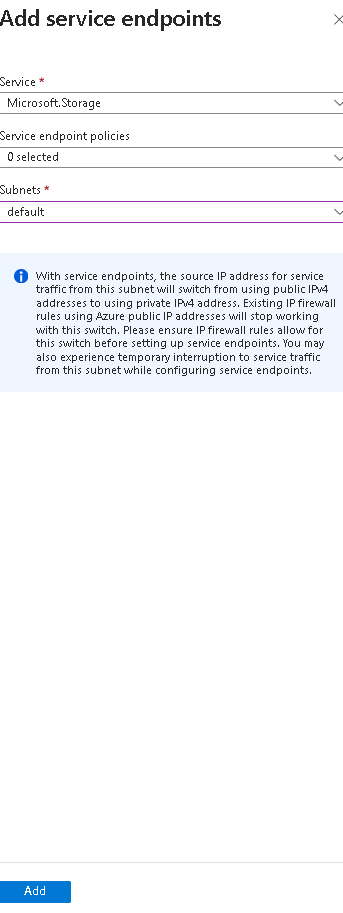 Add service endpoints
Service *
Microsoft.Storage
Service endpoint policies
0 selected
Subnets *
default
With service endpoints, the source IP address for service
traffic from this subnet will switch from using public IPv4
addresses to using private IPv4 address. Existing IP firewall
rules using Azure public IP addresses will stop working
with this switch. Please ensure IP firewall rules allow for
this switch before setting up service endpoints. You may
also experience temporary interruption to service traffic
from this subnet while configuring service endpoints.
Add